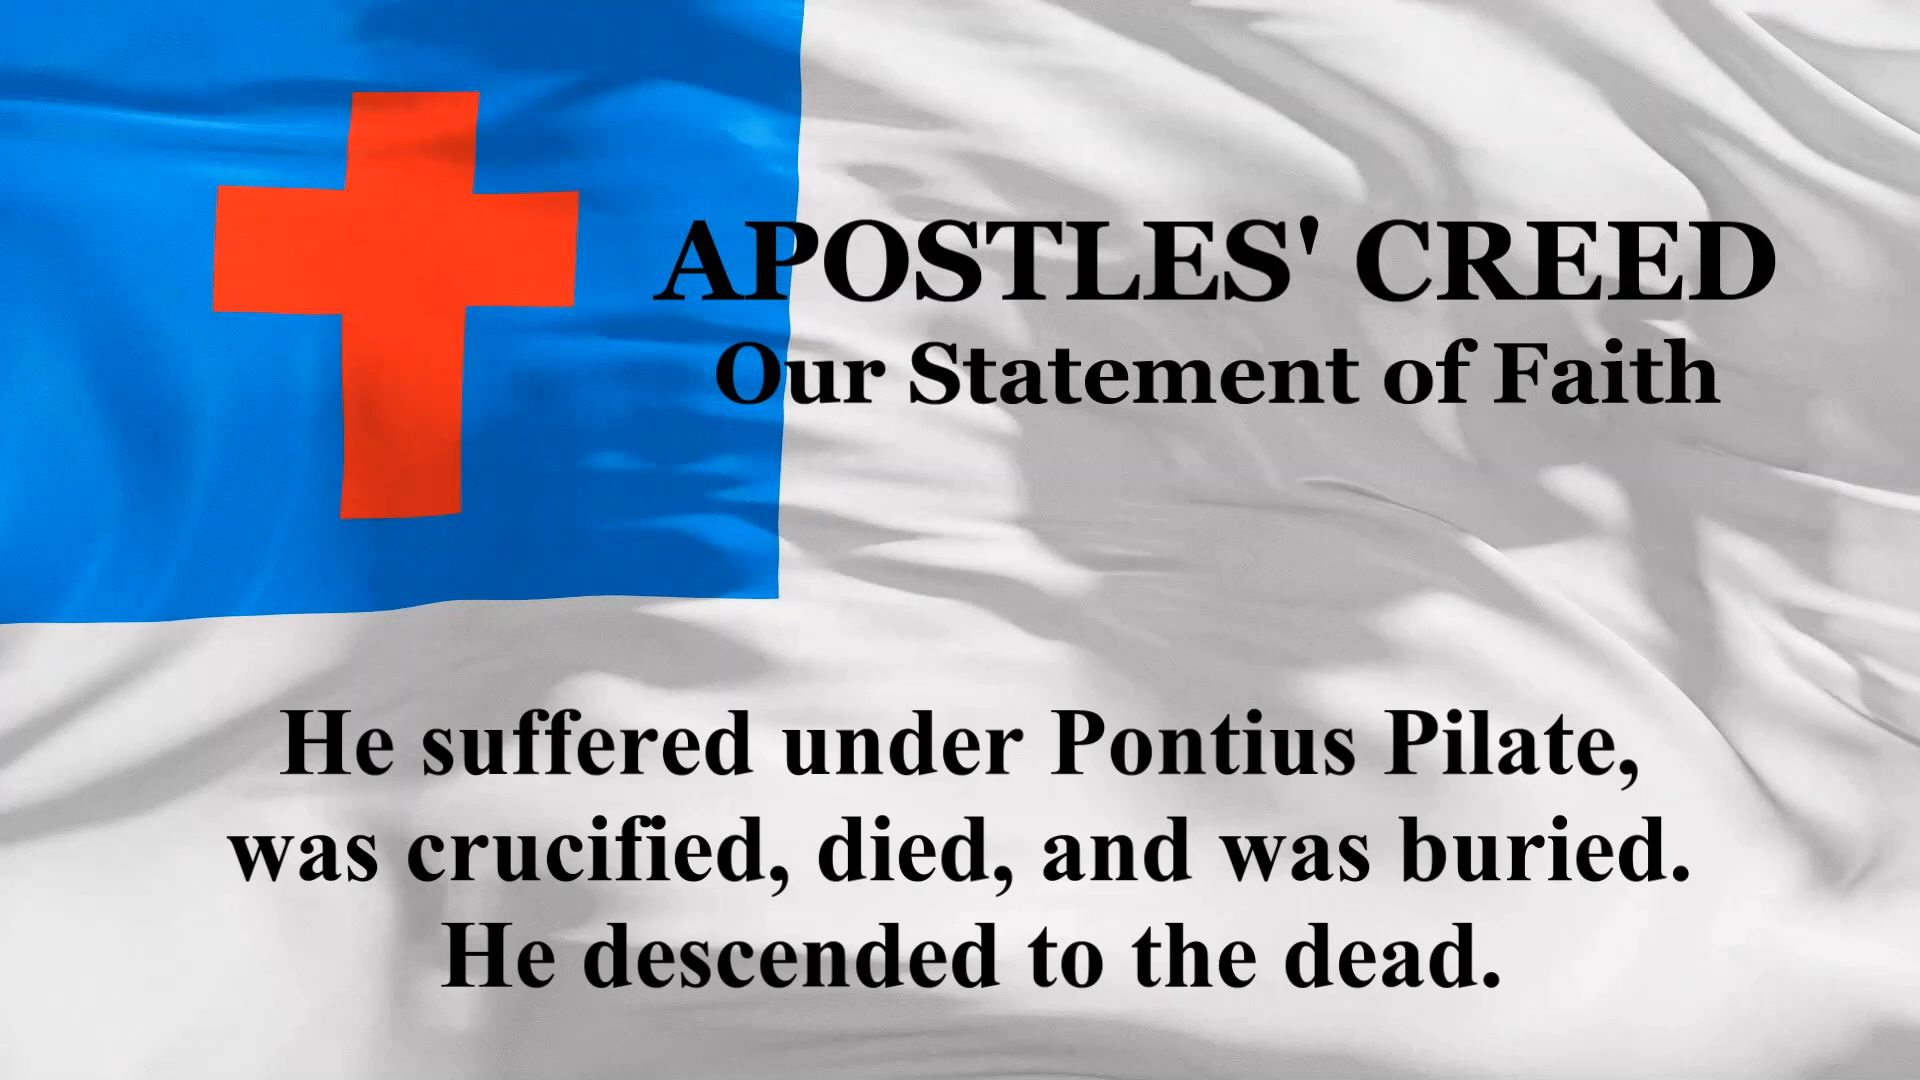 APOSTLES' CREED
Our Statement of Faith
He suffered under Pontius Pilate,
was crucified, died, and was buried.
He descended to the dead.